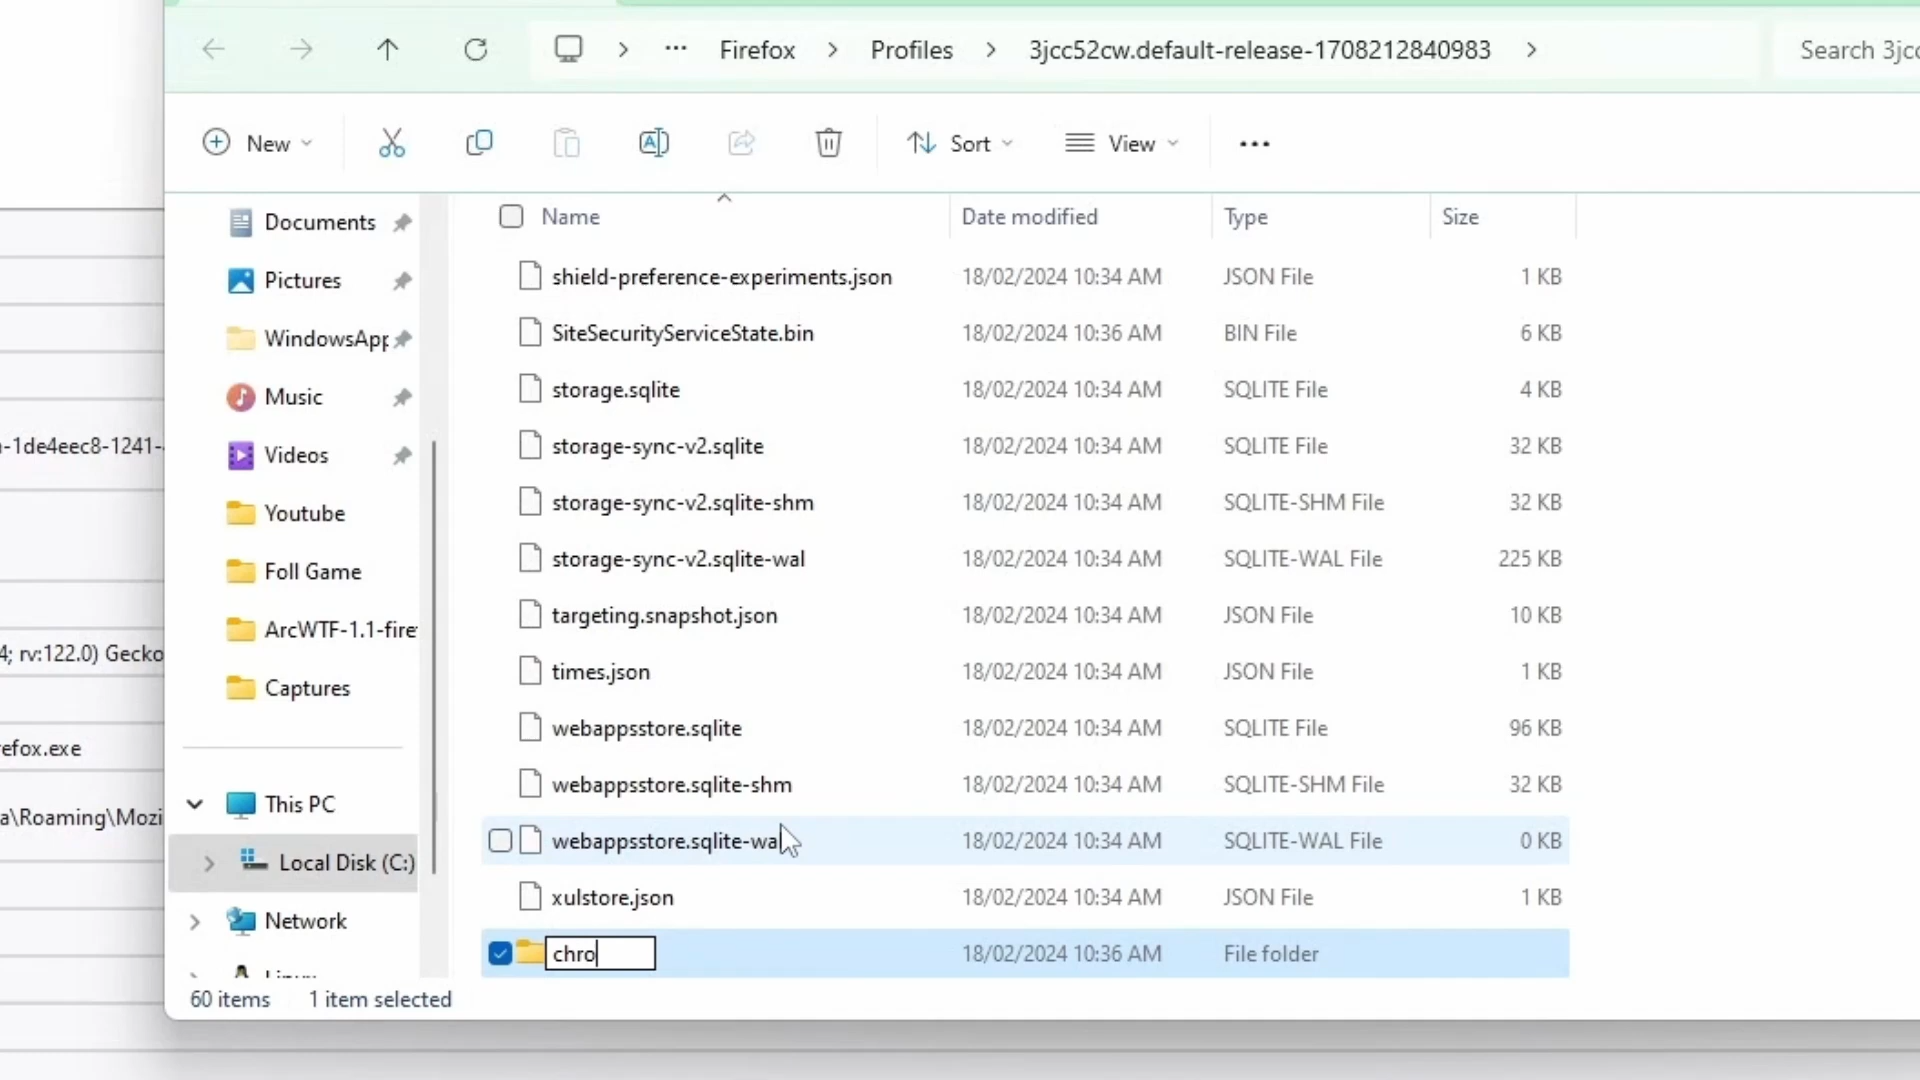 Firefox > Profiles > 3jcc52cw.default-release-1708212840983 >
Search 3jcc
New
Sort
View
Name Date modified Type Size
Documents
Pictures
WindowsApp
Music
Videos
Youtube
Foll Game
ArcWTF-1.1-fire
Captures
This PC
Local Disk (C:)
Network
shield-preference-experiments.json 18/02/2024 10:34 AM JSON File 1 KB
SiteSecurityServiceState.bin 18/02/2024 10:36 AM BIN File 6 KB
storage.sqlite 18/02/2024 10:34 AM SQLITE File 4 KB
storage-sync-v2.sqlite 18/02/2024 10:34 AM SQLITE File 32 KB
storage-sync-v2.sqlite-shm 18/02/2024 10:34 AM SQLITE-SHM File 32 KB
storage-sync-v2.sqlite-wal 18/02/2024 10:34 AM SQLITE-WAL File 225 KB
targeting.snapshot.json 18/02/2024 10:34 AM JSON File 10 KB
times.json 18/02/2024 10:34 AM JSON File 1 KB
webappsstore.sqlite 18/02/2024 10:34 AM SQLITE File 96 KB
webappsstore.sqlite-shm 18/02/2024 10:34 AM SQLITE-SHM File 32 KB
webappsstore.sqlite-wal 18/02/2024 10:34 AM SQLITE-WAL File 0 KB
xulstore.json 18/02/2024 10:34 AM JSON File 1 KB
chro 18/02/2024 10:36 AM File folder
60 items 1 item selected
-1de4eec8-1241-
4; rv:122.0) Gecko
efox.exe
a\Roaming\Mozi